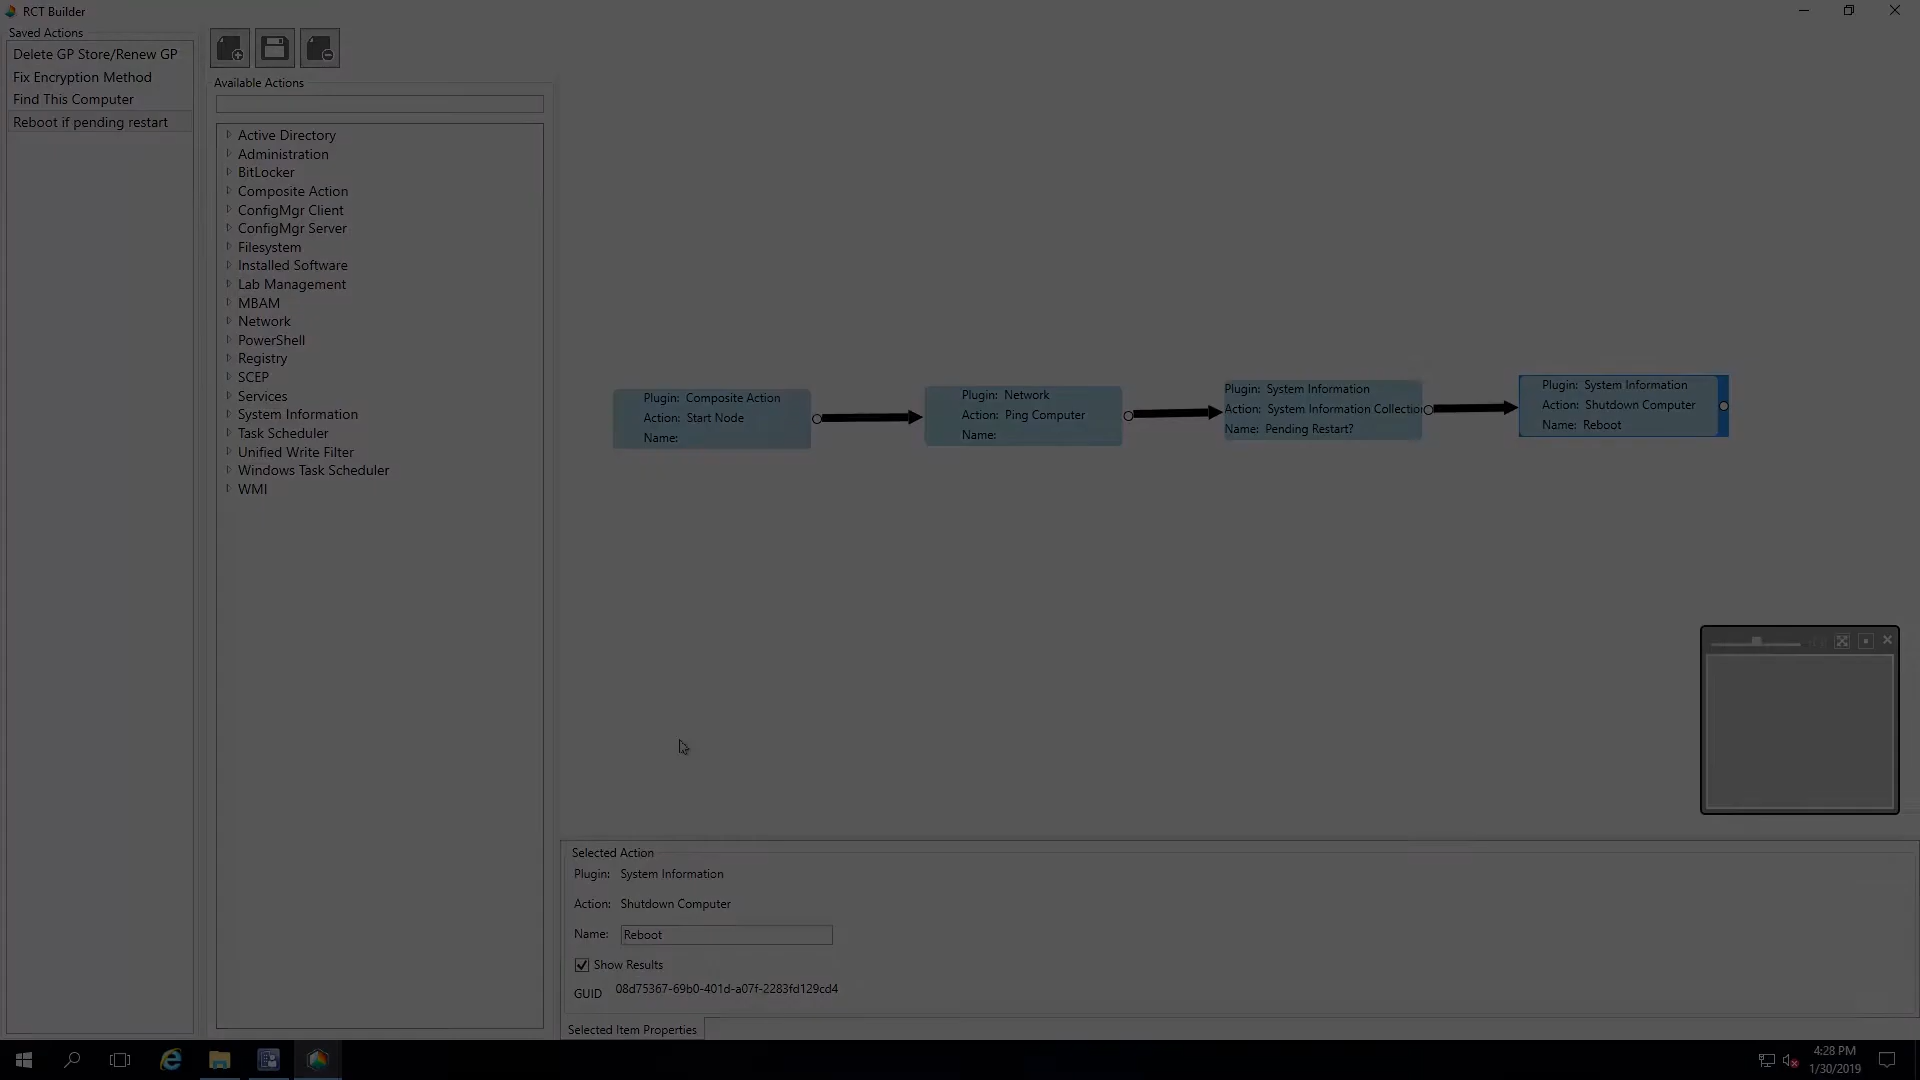 RCT Builder
Saved Actions
Delete GP Store/Renew GP
Fix Encryption Method
Find This Computer
Reboot if pending restart
Available Actions
Active Directory
Administration
BitLocker
Composite Action
ConfigMgr Client
ConfigMgr Server
Filesystem
Installed Software
Lab Management
MBAM
Network
PowerShell
Registry
SCEP
Services
System Information
Task Scheduler
Unified Write Filter
Windows Task Scheduler
WMI
Plugin: Composite Action
Action: Start Node
Name:
Plugin: Network
Action: Ping Computer
Name:
Plugin: System Information
Action: System Information Collectio
Name: Pending Restart?
Plugin: System Information
Action: Shutdown Computer
Name: Reboot
Selected Action
Plugin: System Information
Action: Shutdown Computer
Name: Reboot
Show Results
GUID 08d75367-69b0-401d-a07f-2283fd129cd4
Selected Item Properties
4:28 PM
1/30/2019